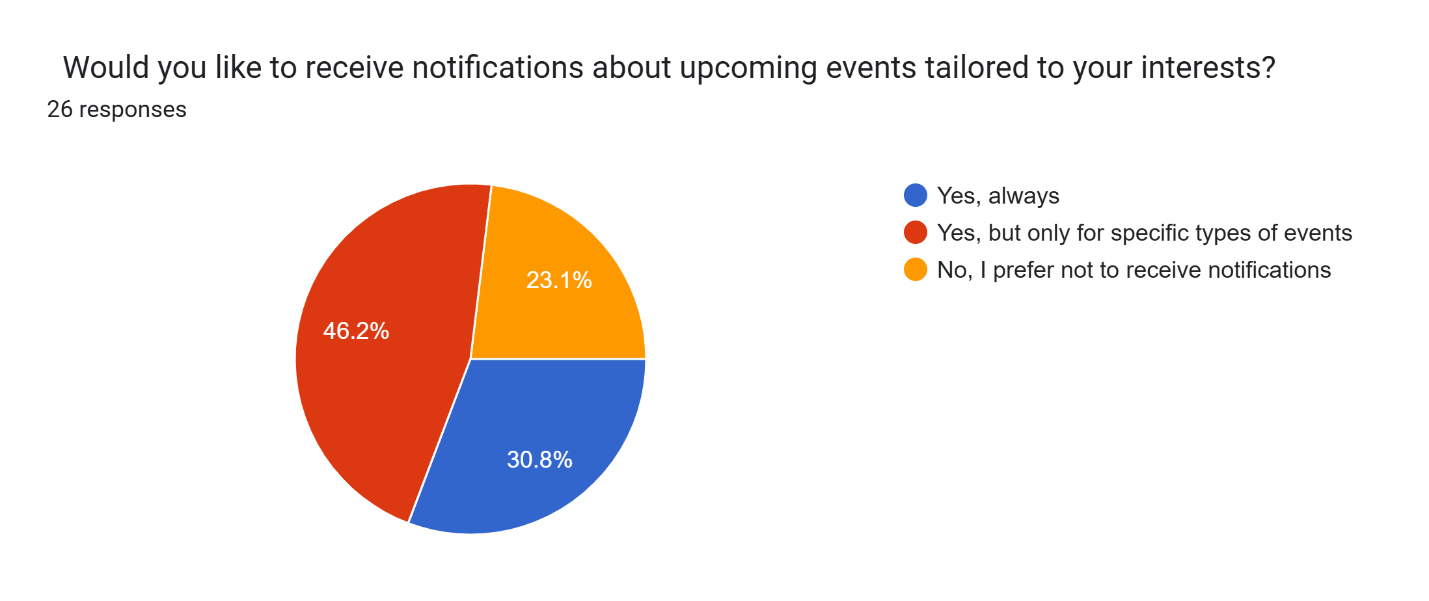 Would you like to receive notifications about upcoming events tailored to your interests?
26 responses
Yes, always
Yes, but only for specific types of events
No, I prefer not to receive notifications
23.1%
46.2%
30.8%